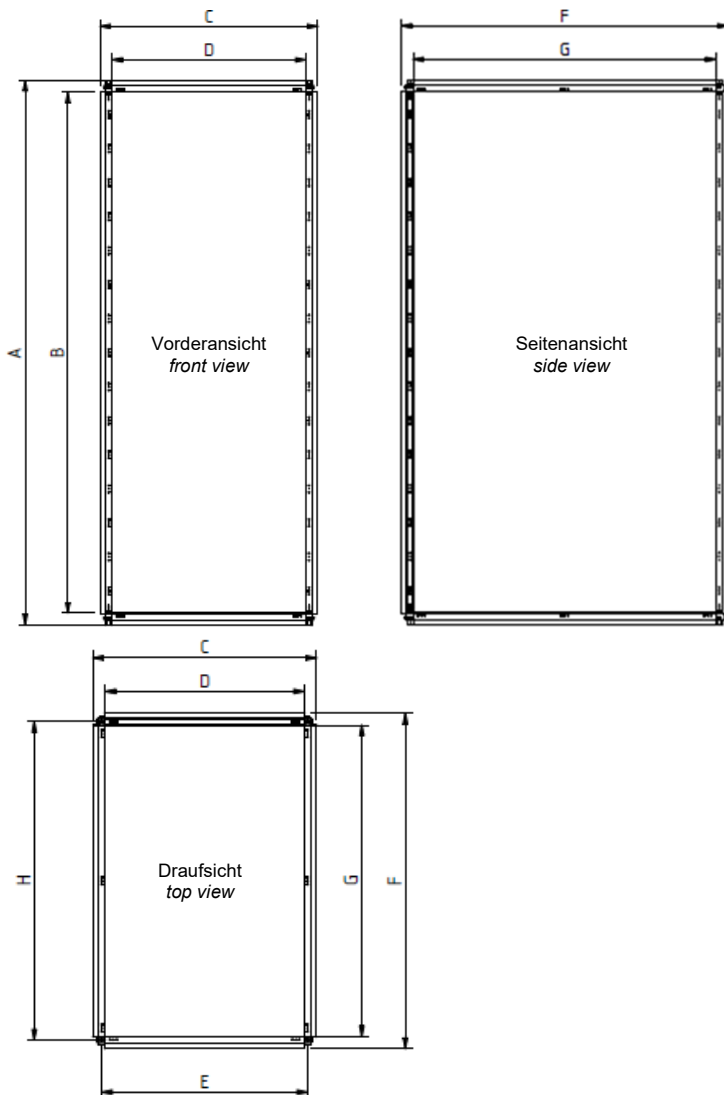 C
F
D
G
A
B
Vorderansicht
front view
Seitenansicht
side view
C
D
H
Draufsicht
top view
G
F
E